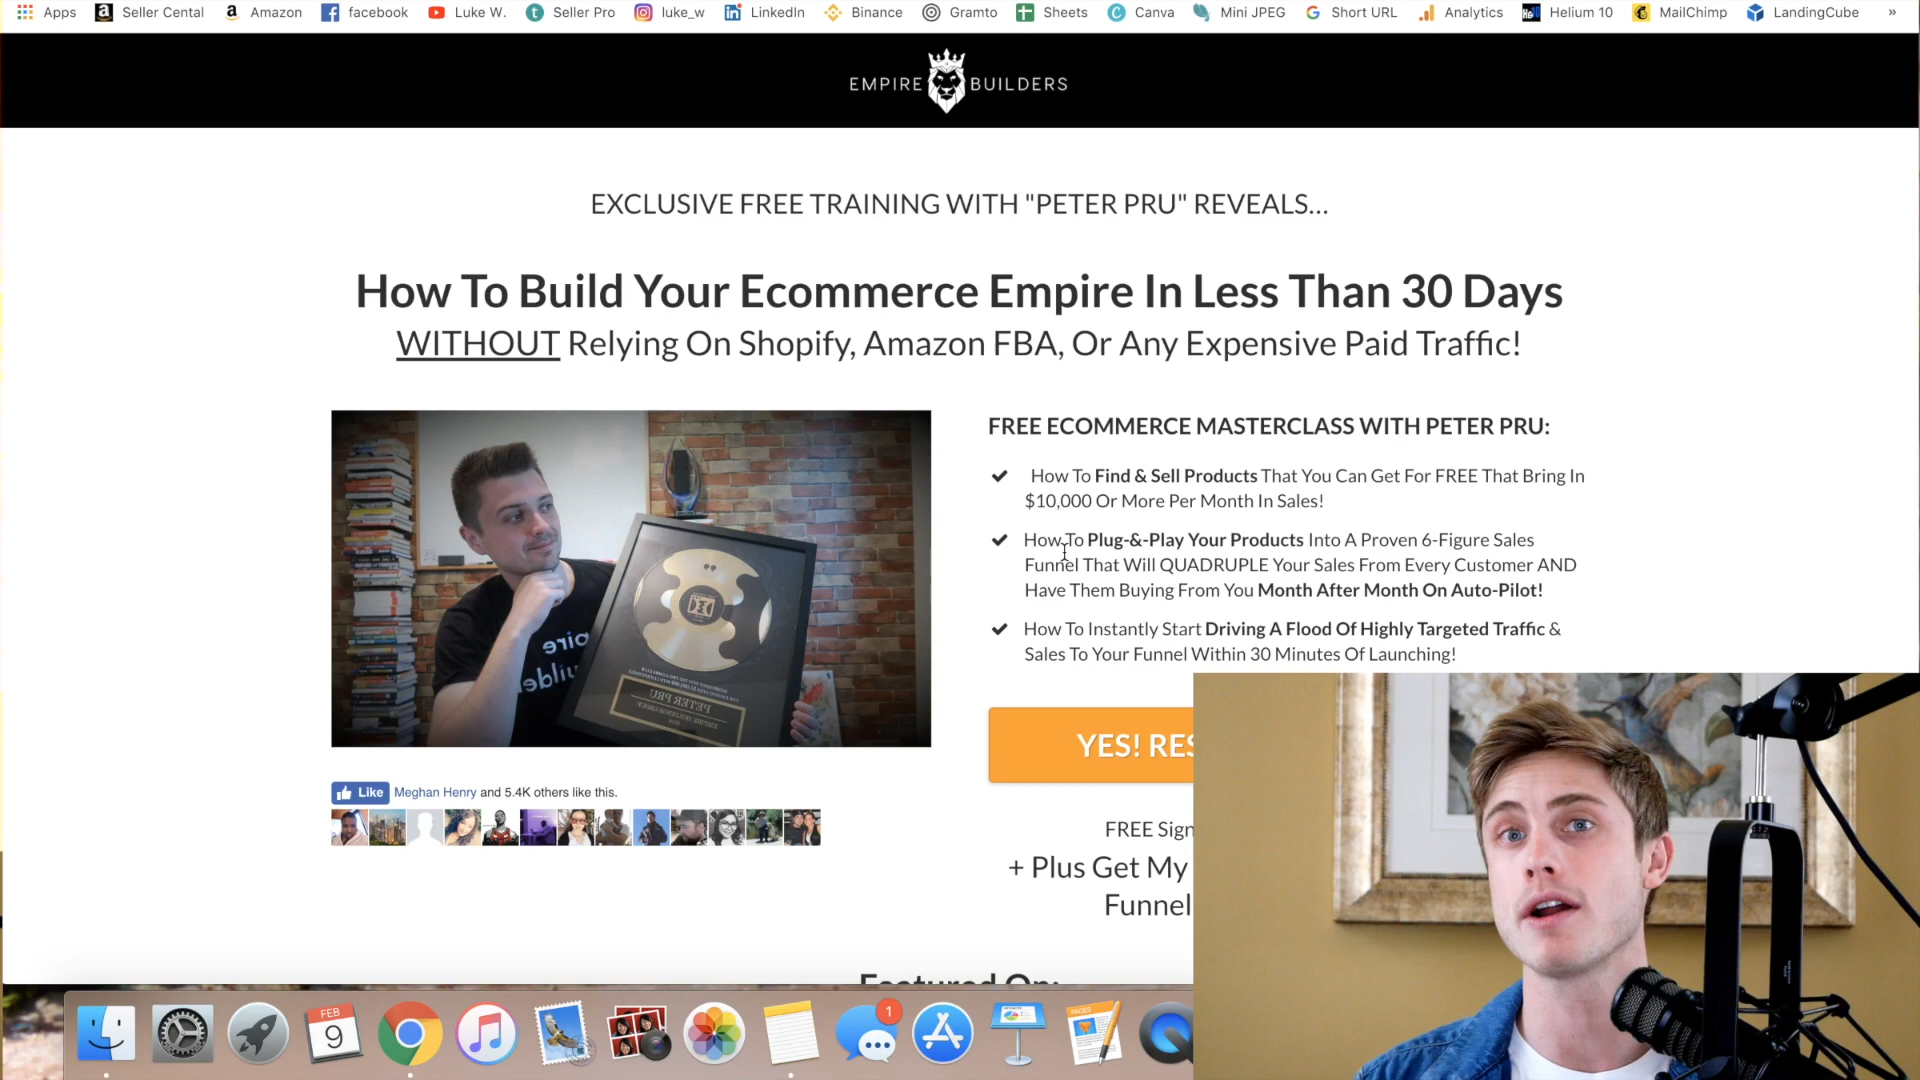 Apps Seller Cental Amazon facebook Luke W. Seller Pro luke_w LinkedIn Binance Gramto Sheets Canva Mini JPEG Short URL Analytics Helium 10 MailChimp LandingCube »
EMPIRE BUILDERS
EXCLUSIVE FREE TRAINING WITH "PETER PRU" REVEALS...
How To Build Your Ecommerce Empire In Less Than 30 Days
WITHOUT Relying On Shopify, Amazon FBA, Or Any Expensive Paid Traffic!
FREE ECOMMERCE MASTERCLASS WITH PETER PRU:
How To Find & Sell Products That You Can Get For FREE That Bring In
$10,000 Or More Per Month In Sales!
How To Plug-&-Play Your Products Into A Proven 6-Figure Sales
Funnel That Will QUADRUPLE Your Sales From Every Customer AND
Have Them Buying From You Month After Month On Auto-Pilot!
How To Instantly Start Driving A Flood Of Highly Targeted Traffic &
Sales To Your Funnel Within 30 Minutes Of Launching!
PETER PRU
YES! RES
Like Meghan Henry and 5.4K others like this.
FREE Sign
+ Plus Get My
Funnel
Featured On:
FEB
9
1
PAGES